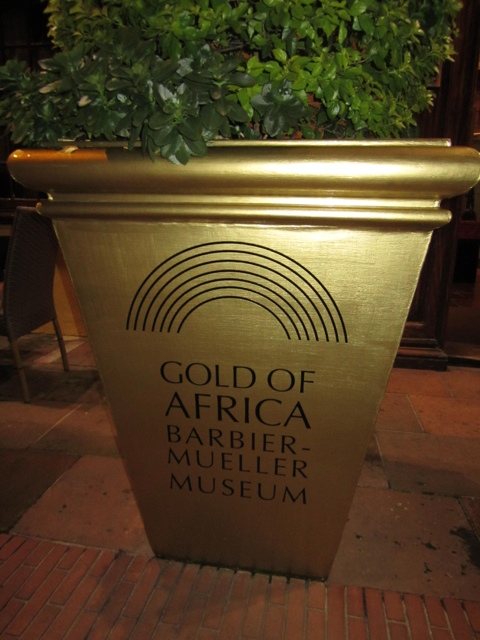 GOLD OF
AFRICA
BARBIER-
MUELLER
MUSEUM